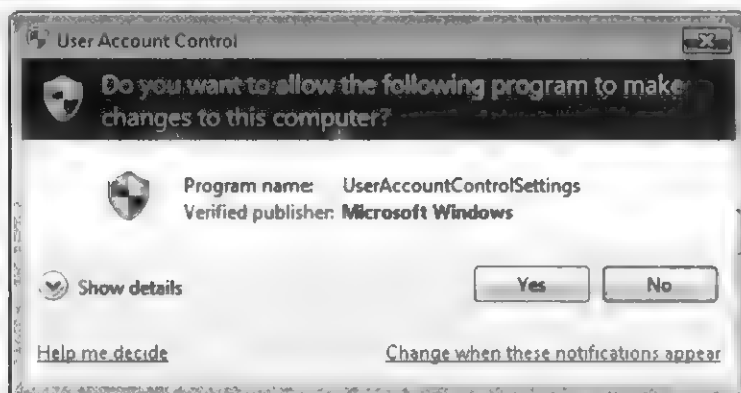 User Account Control
Do you want to allow the following program to make
changes to this computer?
Program name: UserAccountControlSettings
Verified publisher: Microsoft Windows
Show details
Yes
No
Help me decide
Change when these notifications appear